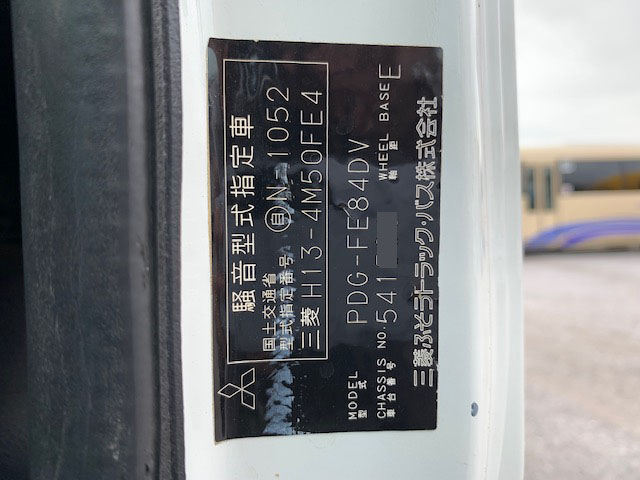 騒音型式指定車
国土交通省
型式指定番号 自 N-1052
三菱 H13-4M50FE4
MODEL
型式 PDG-FE84DV
CHASSIS NO. 541 WHEEL BASE E
車台番号 軸距
三菱ふそうトラック・バス株式会社